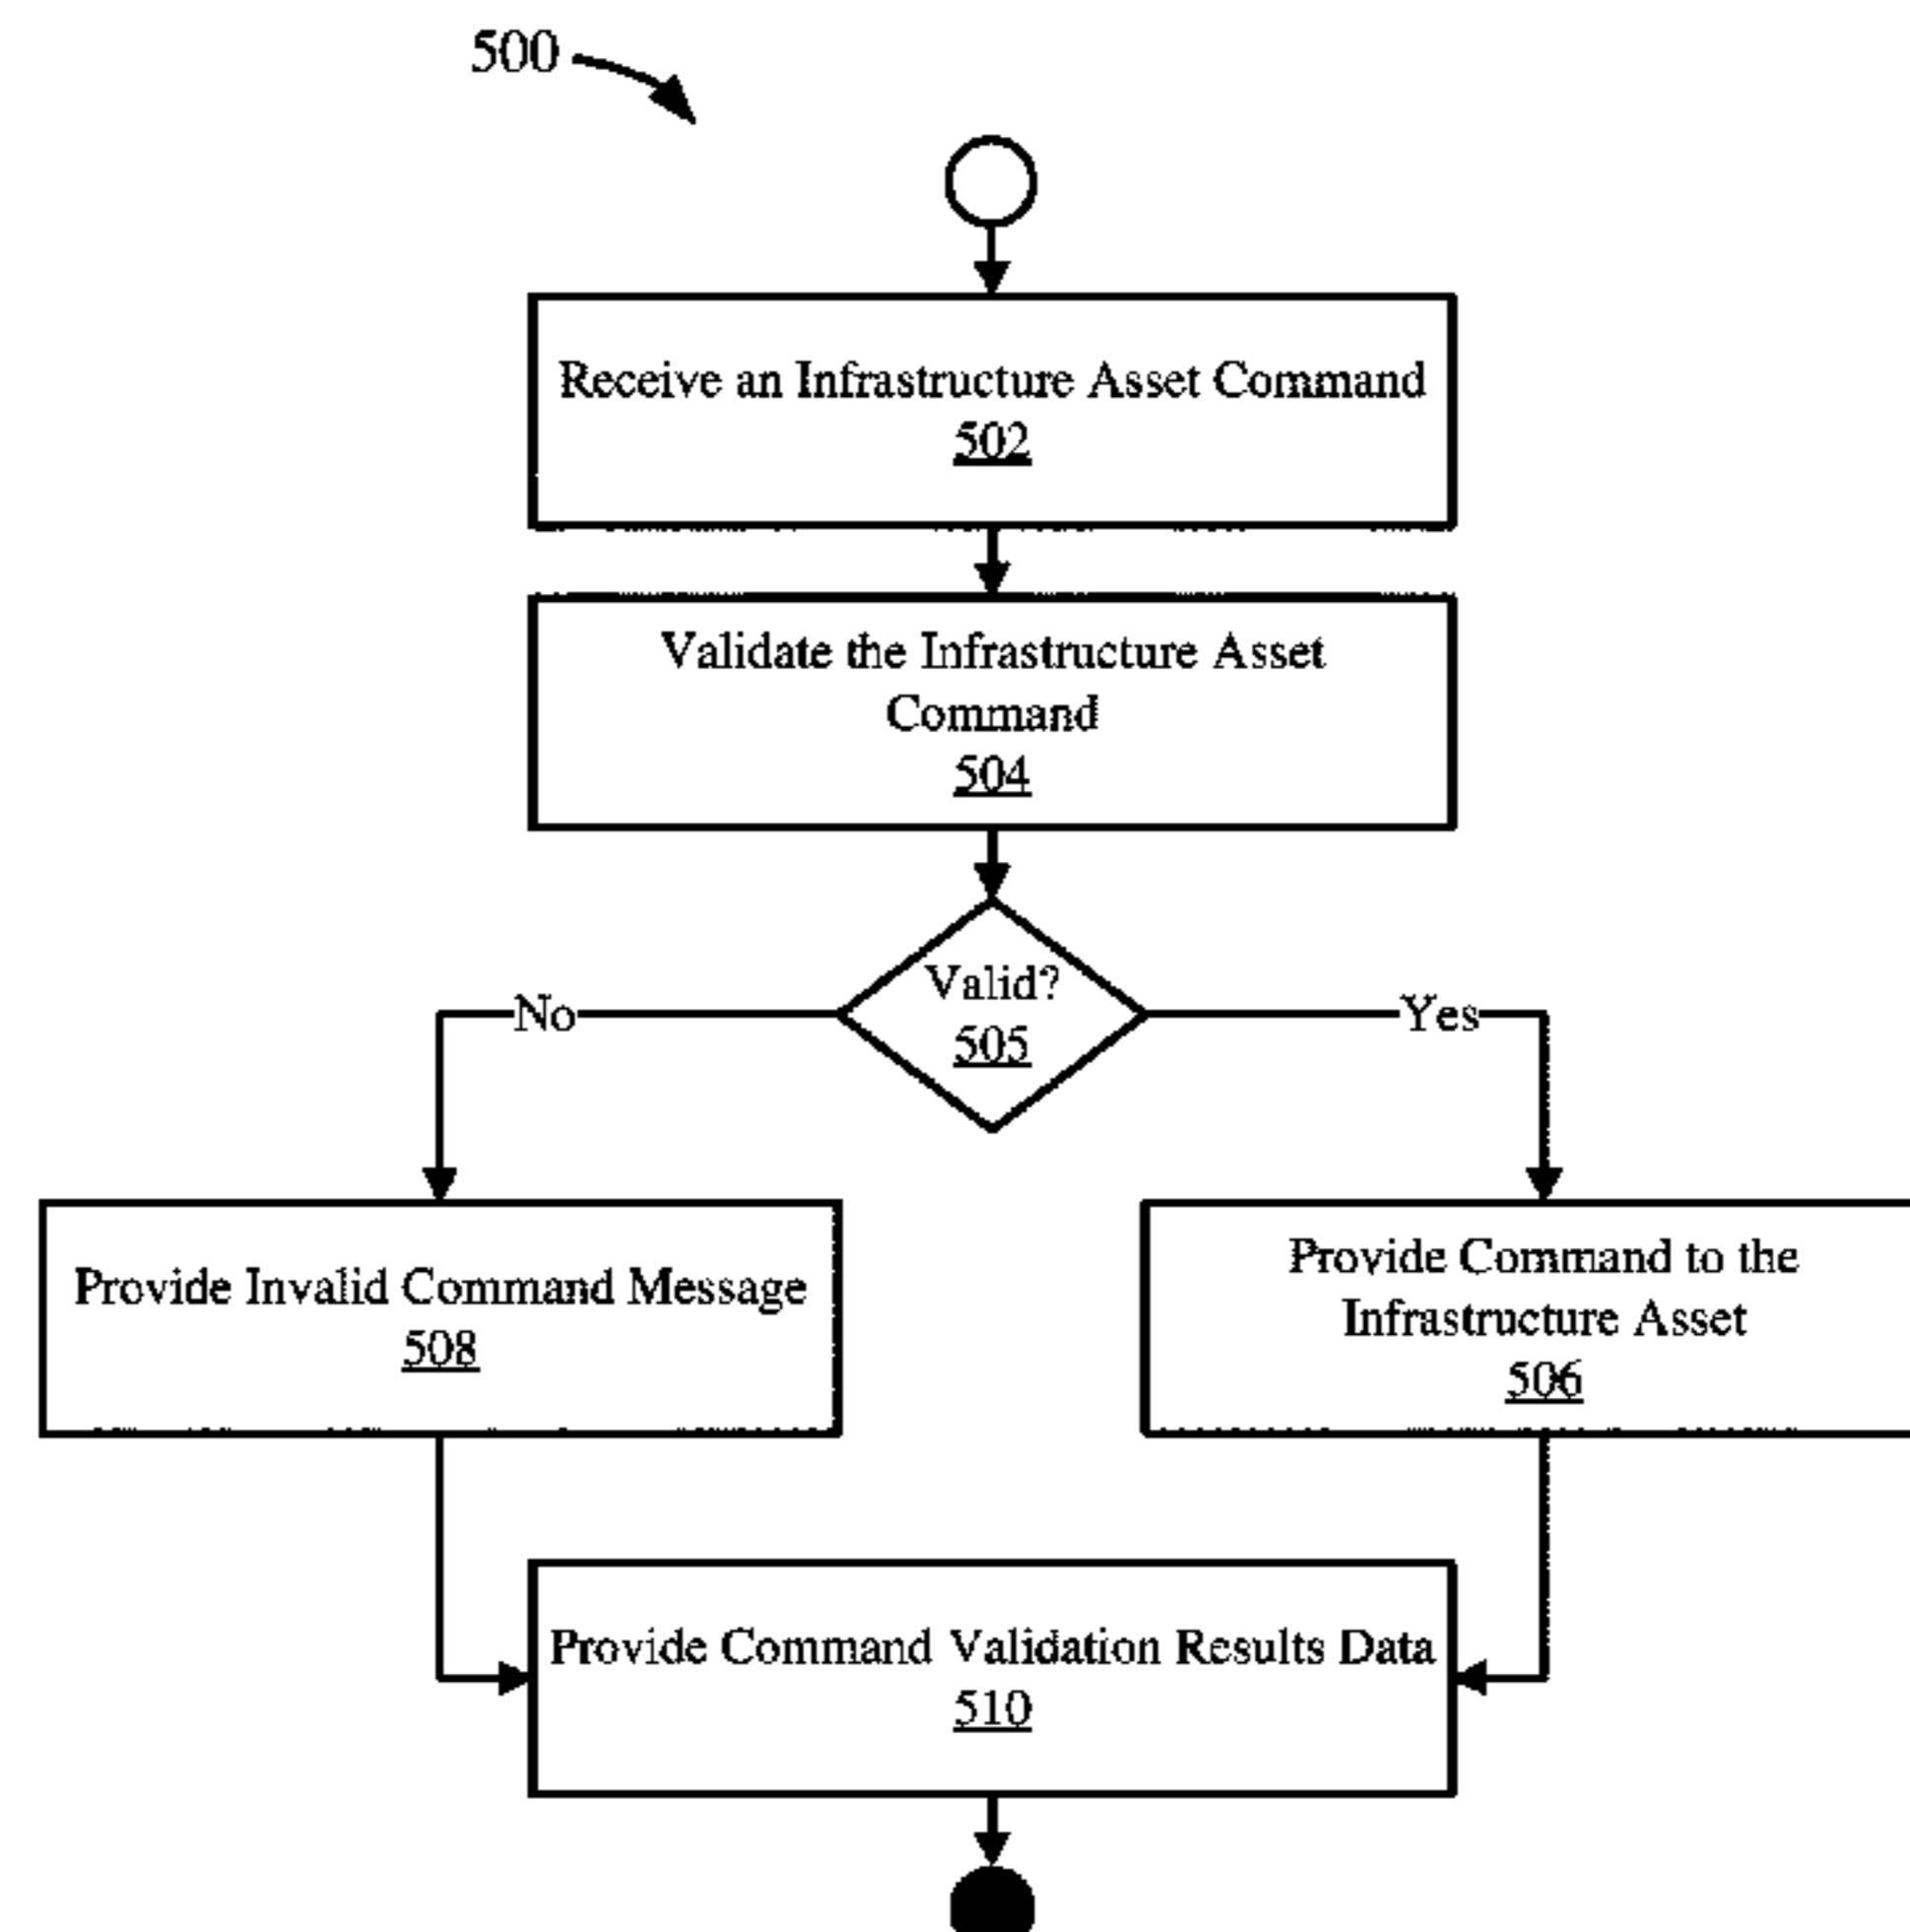 500
Receive an Infrastructure Asset Command
502
Validate the Infrastructure Asset
Command
504
Valid?
505
No
Yes
Provide Invalid Command Message
508
Provide Command to the
Infrastructure Asset
506
Provide Command Validation Results Data
510